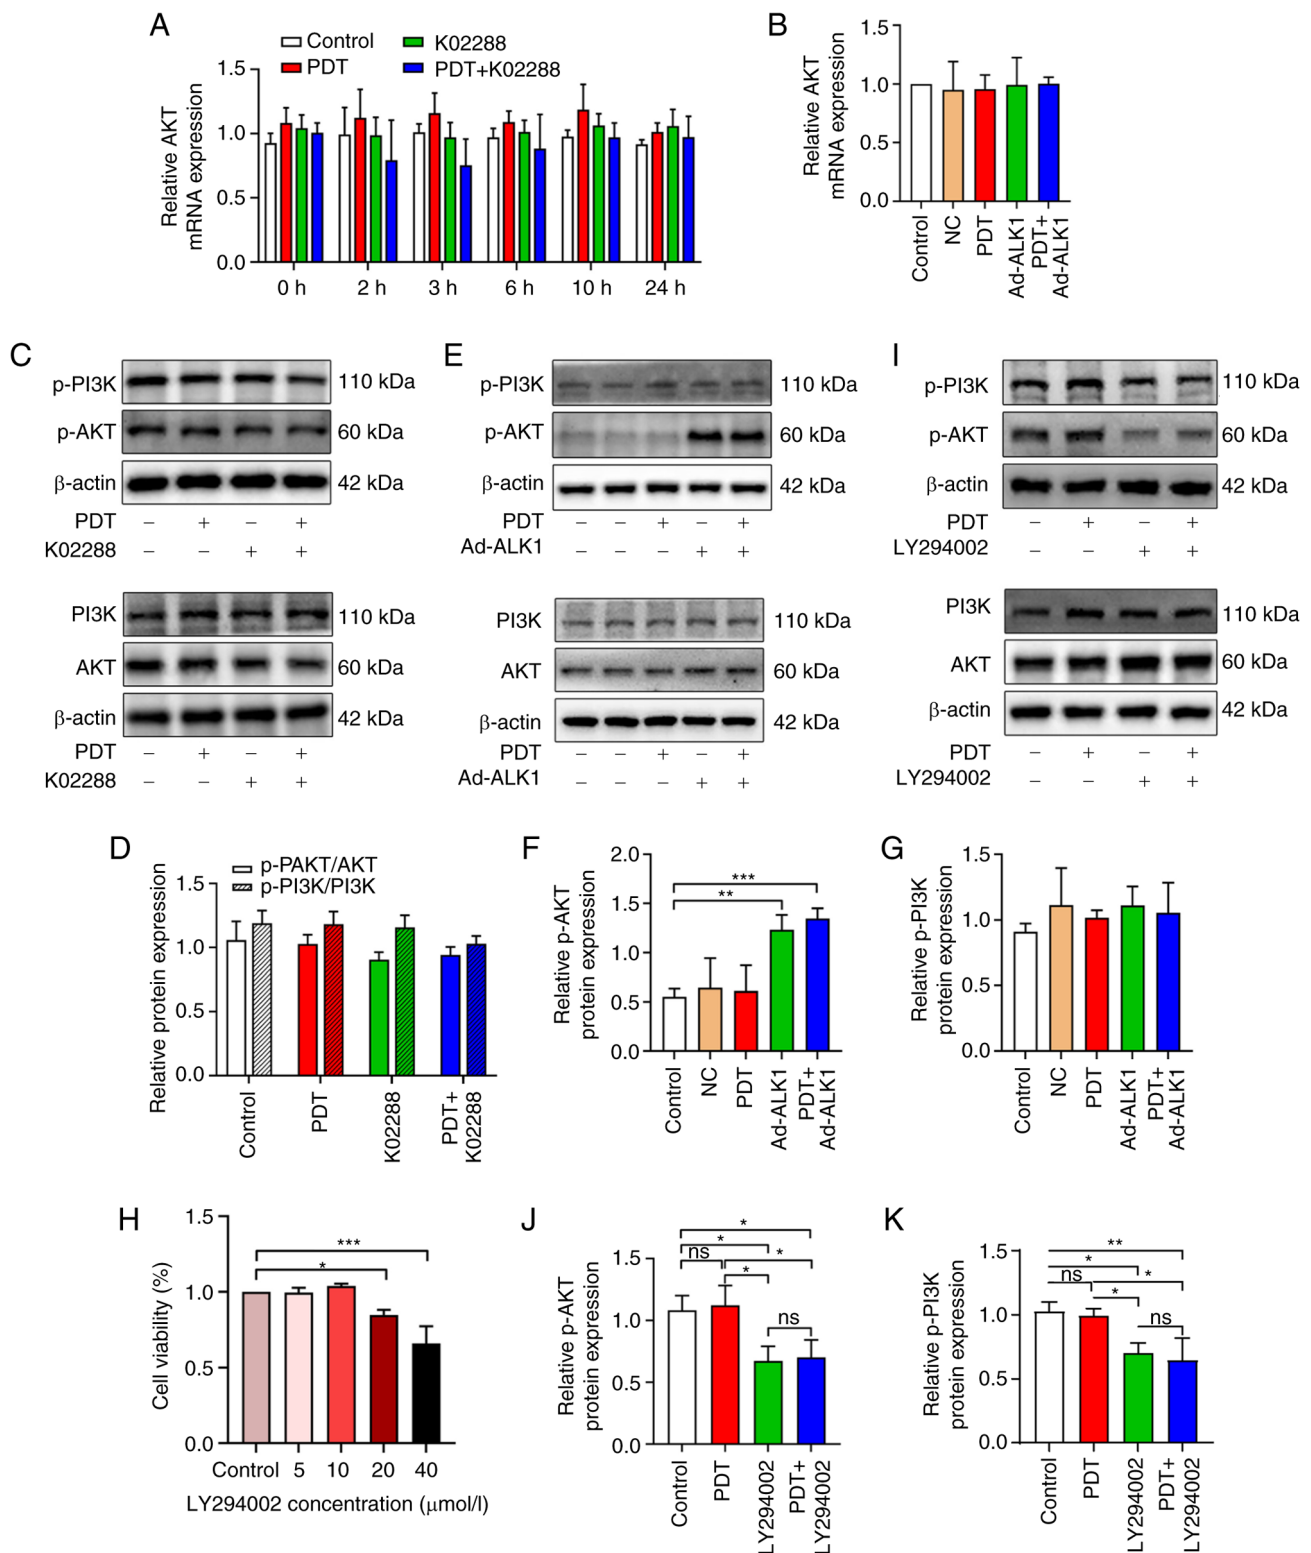 A
Control
K02288
PDT
PDT+K02288
Relative AKT
mRNA expression
1.5
1.0
0.5
0.0
0 h 2 h 3 h 6 h 10 h 24 h
B
Relative AKT
mRNA expression
1.5
1.0
0.5
0.0
Control
NC
PDT
Ad-ALK1
PDT+
Ad-ALK1
C
p-PI3K 110 kDa
p-AKT 60 kDa
β-actin 42 kDa
PDT − + − +
K02288 − − + +
PI3K 110 kDa
AKT 60 kDa
β-actin 42 kDa
PDT − + − +
K02288 − − + +
E
p-PI3K 110 kDa
p-AKT 60 kDa
β-actin 42 kDa
PDT − − + − +
Ad-ALK1 − − − + +
PI3K 110 kDa
AKT 60 kDa
β-actin 42 kDa
PDT − − + − +
Ad-ALK1 − − − + +
I
p-PI3K 110 kDa
p-AKT 60 kDa
β-actin 42 kDa
PDT − + − +
LY294002 − − + +
PI3K 110 kDa
AKT 60 kDa
β-actin 42 kDa
PDT − + − +
LY294002 − − + +
D
p-PAKT/AKT
p-PI3K/PI3K
Relative protein expression
1.5
1.0
0.5
0.0
Control
PDT
K02288
PDT+
K02288
F
Relative p-AKT
protein expression
2.0
1.5
1.0
0.5
0.0
***
**
Control
NC
PDT
Ad-ALK1
PDT+
Ad-ALK1
G
Relative p-PI3K
protein expression
1.5
1.0
0.5
0.0
Control
NC
PDT
Ad-ALK1
PDT+
Ad-ALK1
H
Cell viability (%)
1.5
1.0
0.5
0.0
***
*
Control 5 10 20 40
LY294002 concentration (μmol/l)
J
Relative p-AKT
protein expression
1.5
1.0
0.5
0.0
*
*
ns *
*
ns
Control
PDT
LY294002
PDT+
LY294002
K
Relative p-PI3K
protein expression
1.5
1.0
0.5
0.0
**
*
ns *
*
ns
Control
PDT
LY294002
PDT+
LY294002